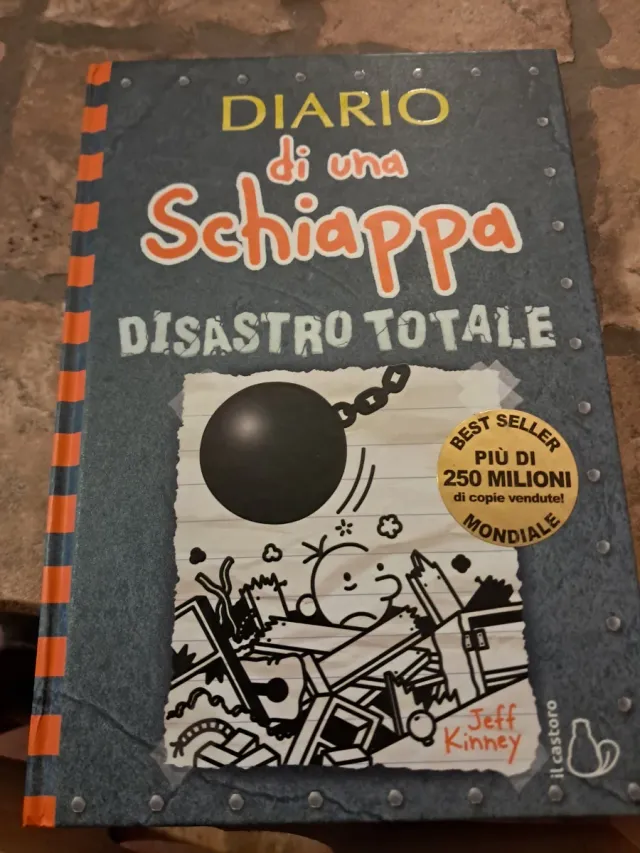 DIARIO
di una
Schiappa
DISASTRO TOTALE
BEST SELLER
PIÙ DI
250 MILIONI
di copie vendute!
MONDIALE
Jeff
Kinney
il castoro